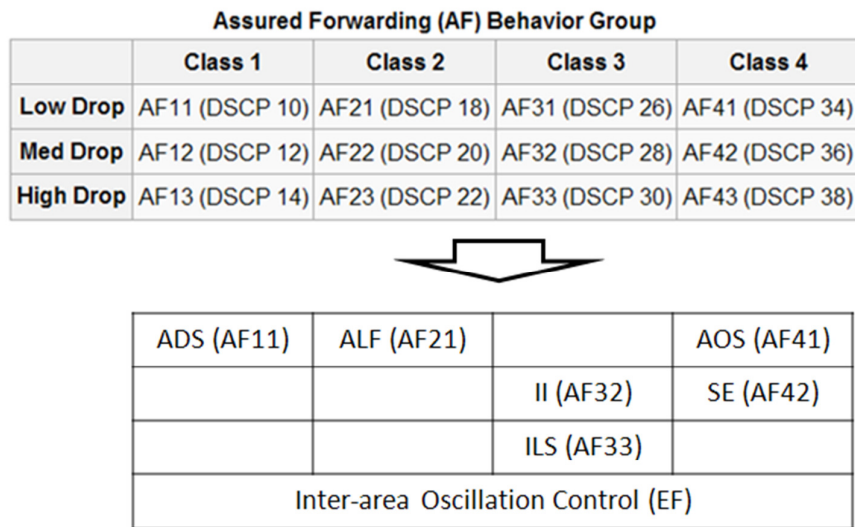 Assured Forwarding (AF) Behavior Group
Class 1 Class 2 Class 3 Class 4
Low Drop AF11 (DSCP 10) AF21 (DSCP 18) AF31 (DSCP 26) AF41 (DSCP 34)
Med Drop AF12 (DSCP 12) AF22 (DSCP 20) AF32 (DSCP 28) AF42 (DSCP 36)
High Drop AF13 (DSCP 14) AF23 (DSCP 22) AF33 (DSCP 30) AF43 (DSCP 38)
ADS (AF11) ALF (AF21) AOS (AF41)
II (AF32) SE (AF42)
ILS (AF33)
Inter-area Oscillation Control (EF)